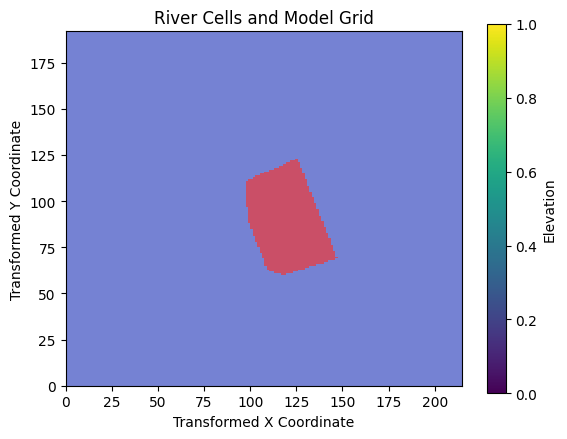 River Cells and Model Grid
Transformed Y Coordinate
175
150
125
100
75
50
25
0
0 25 50 75 100 125 150 175 200
Transformed X Coordinate
1.0
0.8
0.6
0.4
0.2
0.0
Elevation